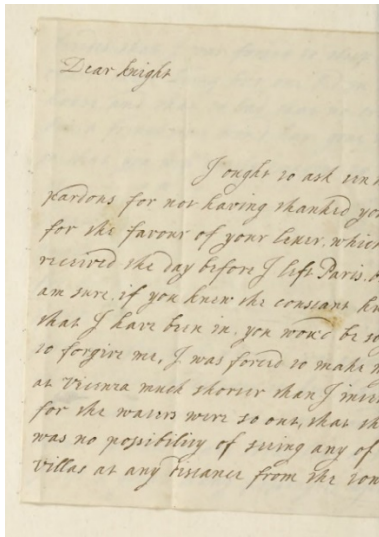 Dear Knight
I ought to ask
pardons for not having thanked you
for the favour of your letter, which
received the day before I left Paris.
am sure, if you knew the constant
that I have been in, you wou'd be so
to forgive me, I was forced to make
at Vicenza much shorter than I
for the waters were so out, that
was no possibility of seeing any of
villas at any distance from the